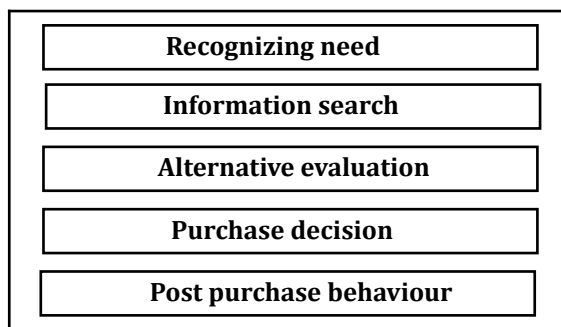 Recognizing need
Information search
Alternative evaluation
Purchase decision
Post purchase behaviour